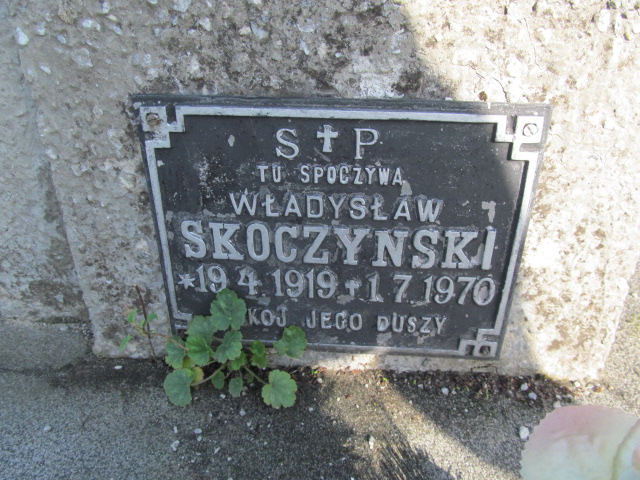 S✝P
TU SPOCZYWA
WŁADYSŁAW
SKOCZYNSKI
*19.4.1919 ✝ 1.7.1970
KOJ JEGO DUSZY